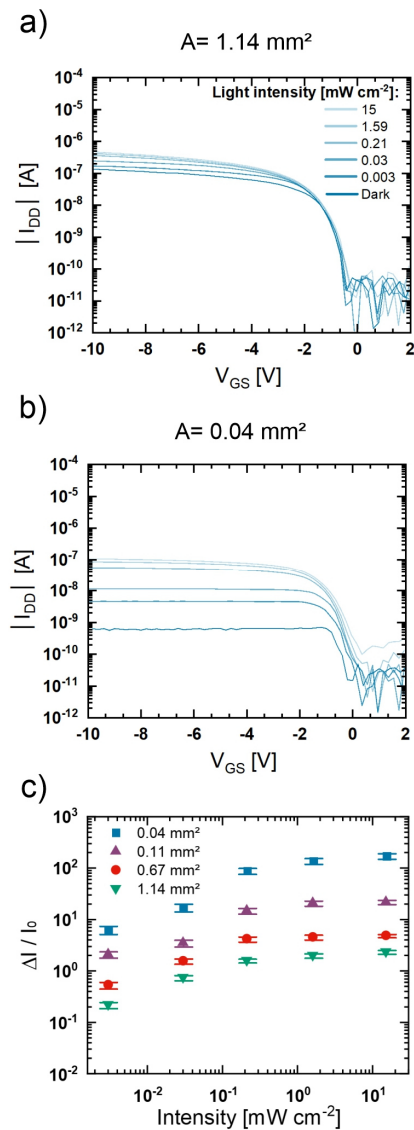 a)
A= 1.14 mm²
10⁻⁴
10⁻⁵
10⁻⁶
10⁻⁷
10⁻⁸
10⁻⁹
10⁻¹⁰
10⁻¹¹
10⁻¹²
| I_DD | [A]
Light intensity [mW cm⁻²]:
15
1.59
0.21
0.03
0.003
Dark
-10 -8 -6 -4 -2 0 2
V_GS [V]
b)
A= 0.04 mm²
10⁻⁴
10⁻⁵
10⁻⁶
10⁻⁷
10⁻⁸
10⁻⁹
10⁻¹⁰
10⁻¹¹
10⁻¹²
| I_DD | [A]
-10 -8 -6 -4 -2 0 2
V_GS [V]
c)
10³
10²
10¹
10⁰
10⁻¹
10⁻²
ΔI / I₀
0.04 mm²
0.11 mm²
0.67 mm²
1.14 mm²
10⁻² 10⁻¹ 10⁰ 10¹
Intensity [mW cm⁻²]